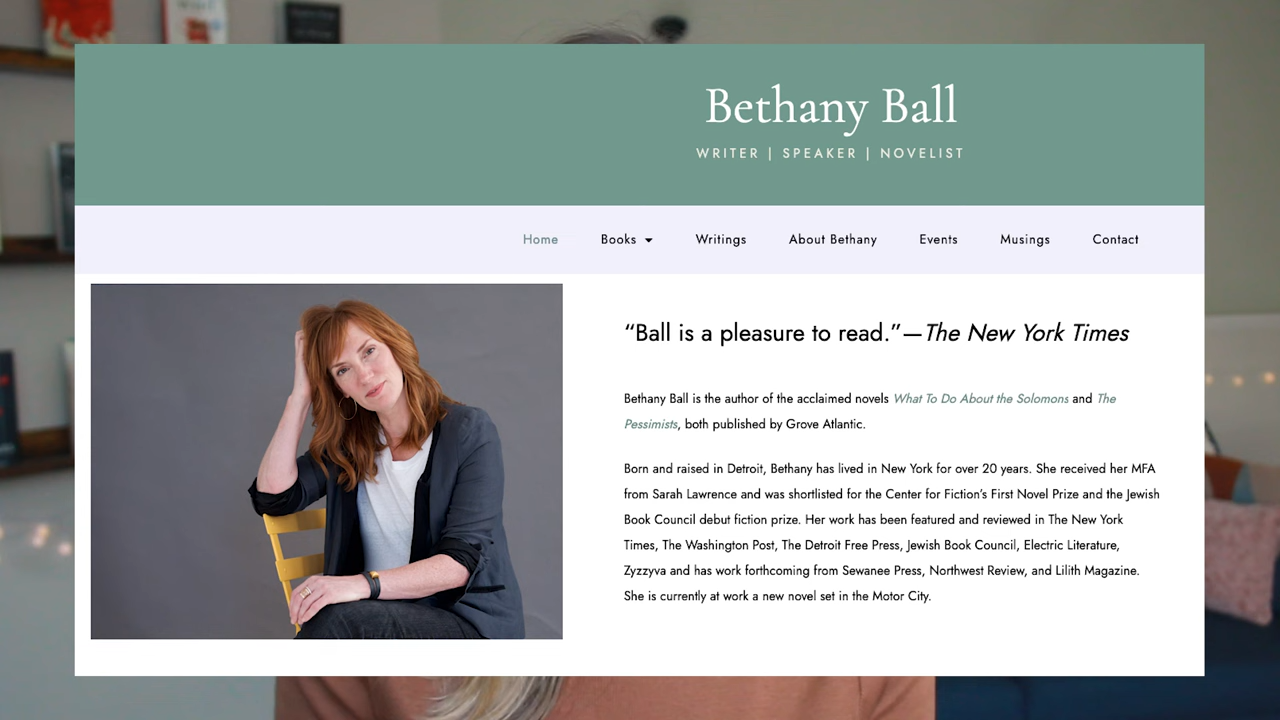 Bethany Ball
WRITER | SPEAKER | NOVELIST
Home Books Writings About Bethany Events Musings Contact
“Ball is a pleasure to read.”—The New York Times
Bethany Ball is the author of the acclaimed novels What To Do About the Solomons and The
Pessimists, both published by Grove Atlantic.
Born and raised in Detroit, Bethany has lived in New York for over 20 years. She received her MFA
from Sarah Lawrence and was shortlisted for the Center for Fiction’s First Novel Prize and the Jewish
Book Council debut fiction prize. Her work has been featured and reviewed in The New York
Times, The Washington Post, The Detroit Free Press, Jewish Book Council, Electric Literature,
Zyzzyva and has work forthcoming from Sewanee Press, Northwest Review, and Lilith Magazine.
She is currently at work a new novel set in the Motor City.